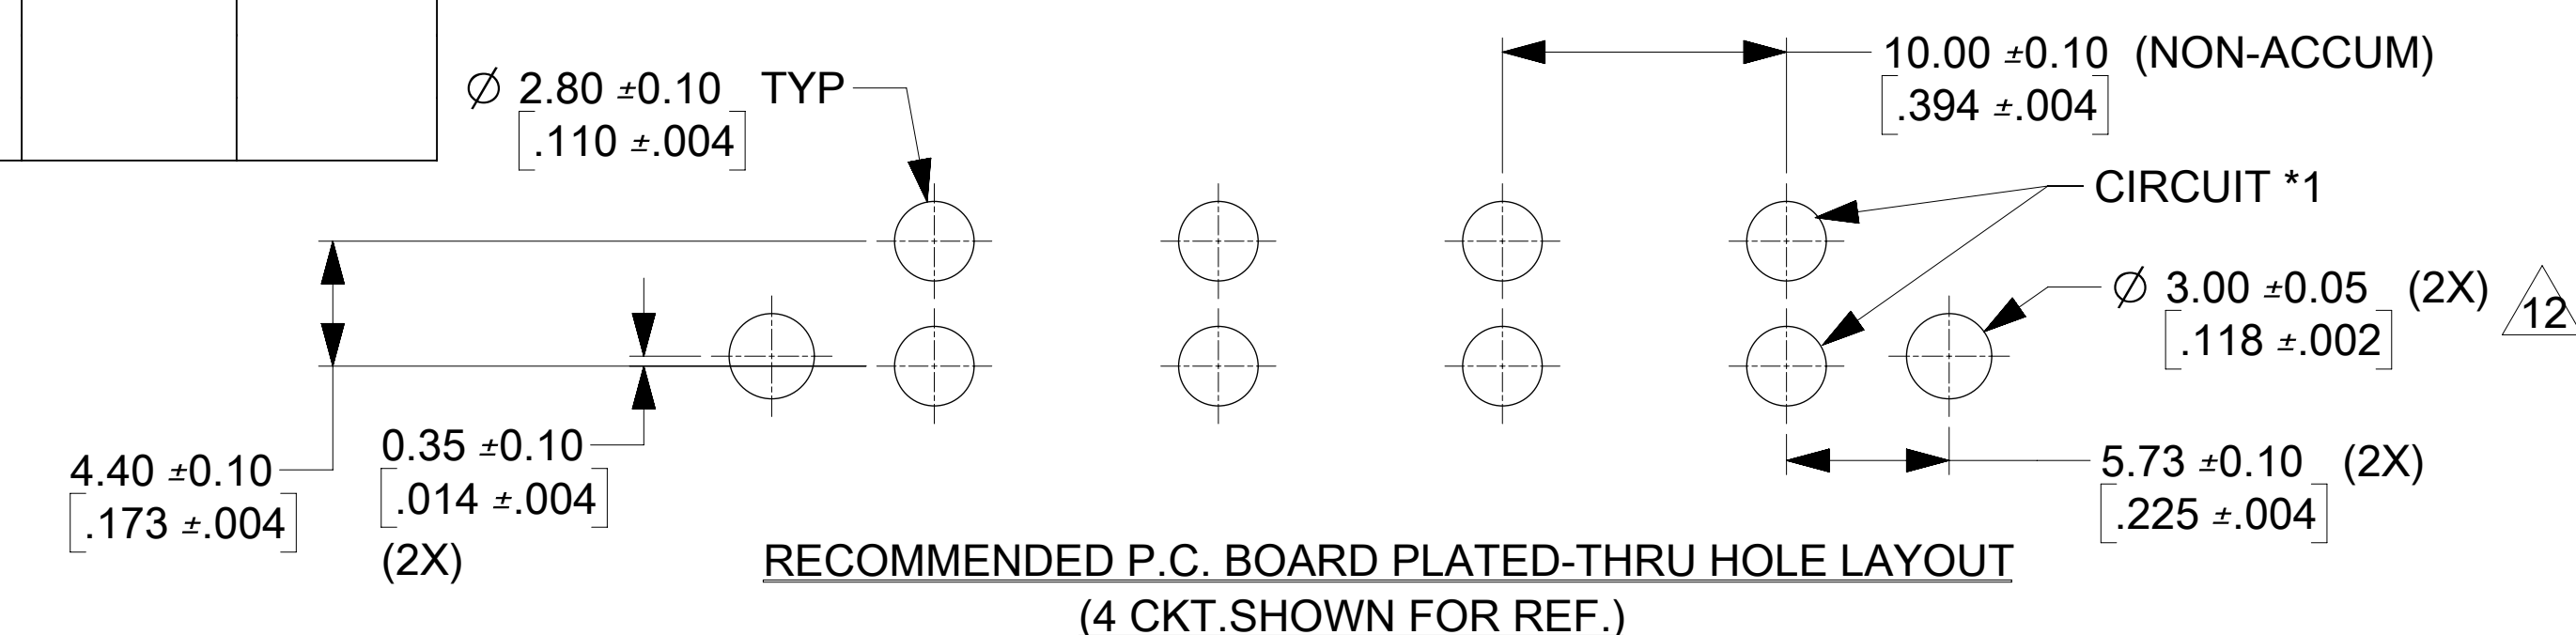 ⌀ 2.80 ±0.10 TYP
[.110 ±.004]
10.00 ±0.10 (NON-ACCUM)
[.394 ±.004]
CIRCUIT *1
⌀ 3.00 ±0.05 (2X) 12
[.118 ±.002]
4.40 ±0.10
[.173 ±.004]
0.35 ±0.10
[.014 ±.004]
(2X)
5.73 ±0.10 (2X)
[.225 ±.004]
RECOMMENDED P.C. BOARD PLATED-THRU HOLE LAYOUT
(4 CKT.SHOWN FOR REF.)